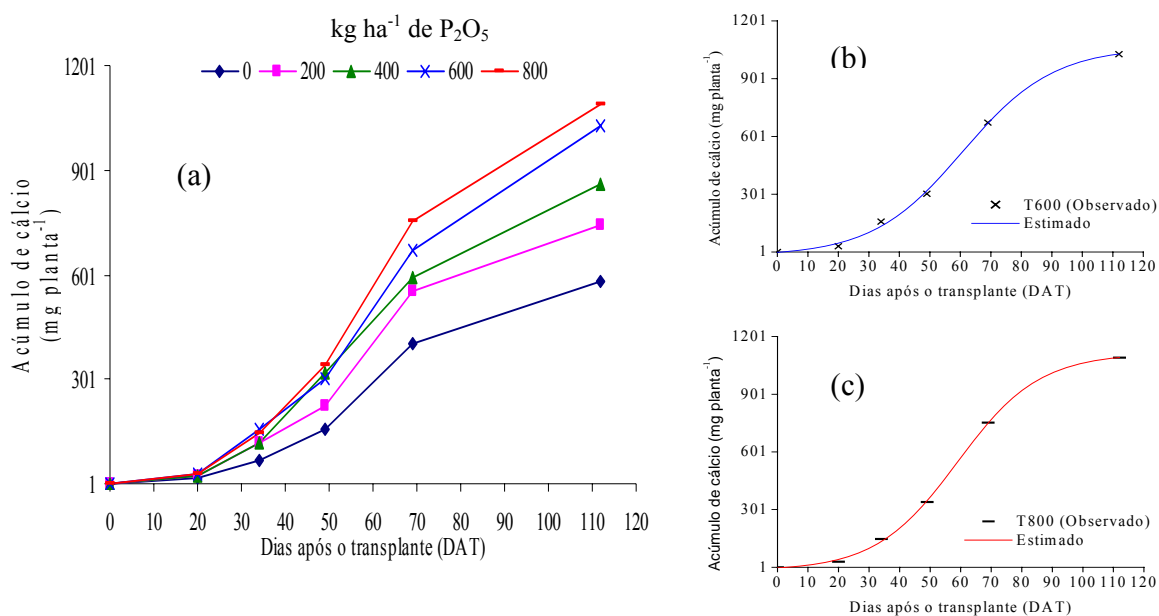 kg ha⁻¹ de P₂O₅
0 200 400 600 800
(a)
Acúmulo de cálcio
(mg planta⁻¹)
1201
901
601
301
1
0 10 20 30 40 50 60 70 80 90 100 110 120
Dias após o transplante (DAT)
(b)
Acúmulo de cálcio (mg planta⁻¹)
1201
901
601
301
1
T600 (Observado)
Estimado
0 10 20 30 40 50 60 70 80 90 100 110 120
Dias após o transplante (DAT)
(c)
Acúmulo de cálcio (mg planta⁻¹)
1201
901
601
301
1
T800 (Observado)
Estimado
0 10 20 30 40 50 60 70 80 90 100 110 120
Dias após o transplante (DAT)